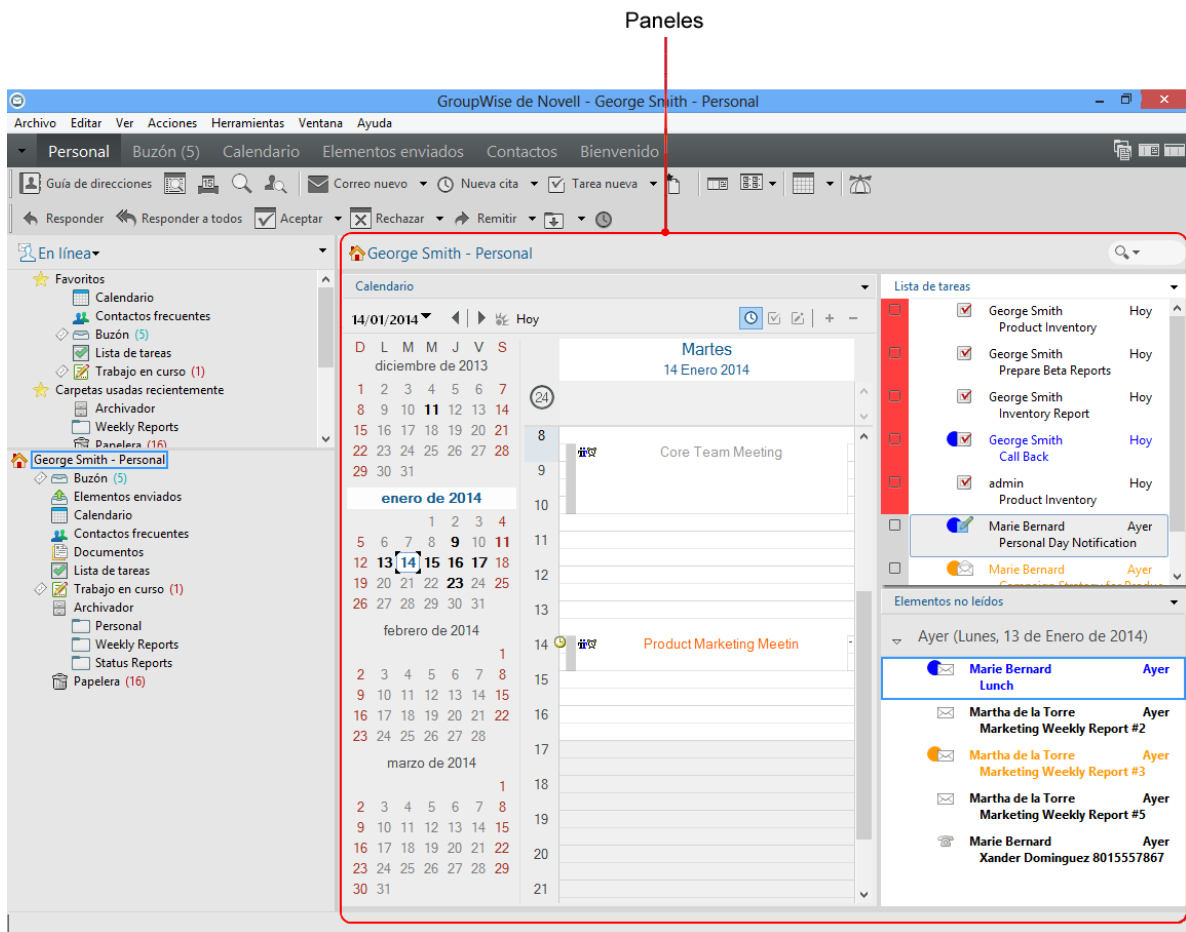 Paneles
GroupWise de Novell - George Smith - Personal
Archivo Editar Ver Acciones Herramientas Ventana Ayuda
Personal Buzón (5) Calendario Elementos enviados Contactos Bienvenido
Guía de direcciones 15 Correo nuevo Nueva cita Tarea nueva
Responder Responder a todos Aceptar Rechazar Remitir
En línea
Favoritos
Calendario
Contactos frecuentes
Buzón (5)
Lista de tareas
Trabajo en curso (1)
Carpetas usadas recientemente
Archivador
Weekly Reports
Papelera (16)
George Smith - Personal
Buzón (5)
Elementos enviados
Calendario
Contactos frecuentes
Documentos
Lista de tareas
Trabajo en curso (1)
Archivador
Personal
Weekly Reports
Status Reports
Papelera (16)
George Smith - Personal
Calendario
14/01/2014 Hoy + −
D L M M J V S
diciembre de 2013
1 2 3 4 5 6 7
8 9 10 11 12 13 14
15 16 17 18 19 20 21
22 23 24 25 26 27 28
29 30 31
enero de 2014
1 2 3 4
5 6 7 8 9 10 11
12 13 14 15 16 17 18
19 20 21 22 23 24 25
26 27 28 29 30 31
febrero de 2014
1
2 3 4 5 6 7 8
9 10 11 12 13 14 15
16 17 18 19 20 21 22
23 24 25 26 27 28
marzo de 2014
1
2 3 4 5 6 7 8
9 10 11 12 13 14 15
16 17 18 19 20 21 22
23 24 25 26 27 28 29
30 31
Martes
14 Enero 2014
24
8
Core Team Meeting
9
10
11
12
13
14 Product Marketing Meetin
15
16
17
18
19
20
21
Lista de tareas
George Smith Hoy
Product Inventory
George Smith Hoy
Prepare Beta Reports
George Smith Hoy
Inventory Report
George Smith Hoy
Call Back
admin Hoy
Product Inventory
Marie Bernard Ayer
Personal Day Notification
Marie Bernard Ayer
Campaign Strategy for Produc
Elementos no leídos
Ayer (Lunes, 13 de Enero de 2014)
Marie Bernard Ayer
Lunch
Martha de la Torre Ayer
Marketing Weekly Report #2
Martha de la Torre Ayer
Marketing Weekly Report #3
Martha de la Torre Ayer
Marketing Weekly Report #5
Marie Bernard Ayer
Xander Dominguez 8015557867